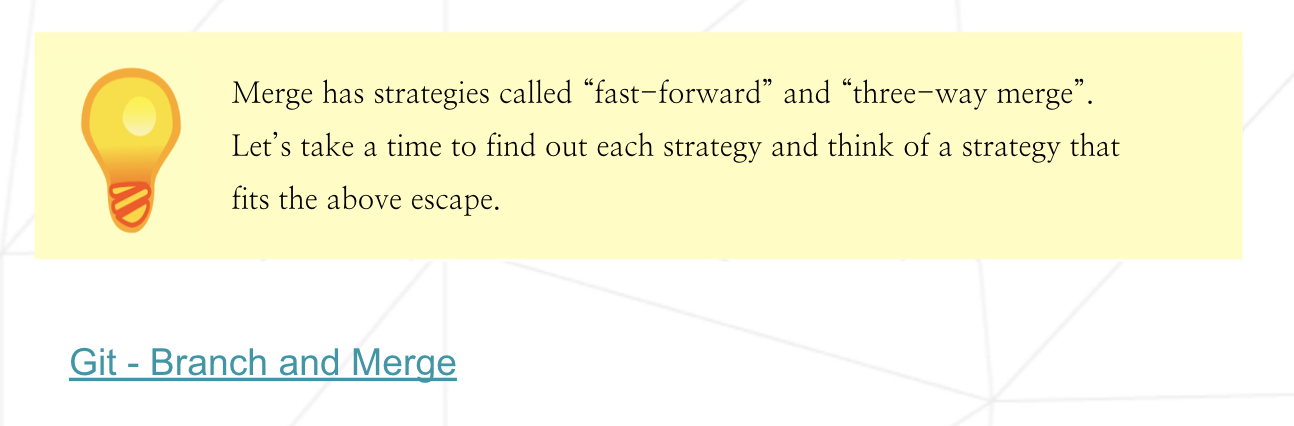 Merge has strategies called “fast-forward” and “three-way merge”.
Let’s take a time to find out each strategy and think of a strategy that
fits the above escape.
Git - Branch and Merge